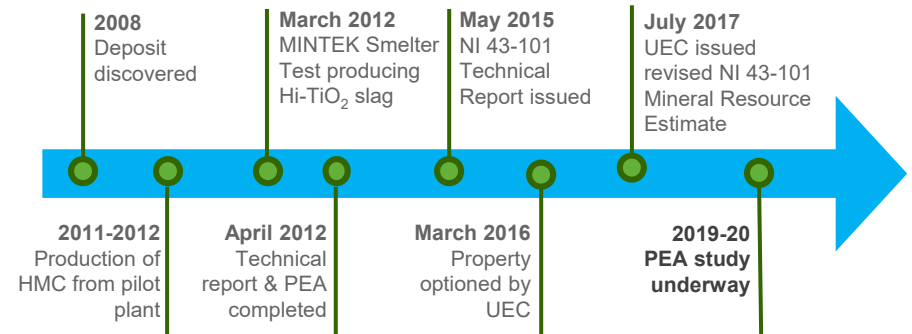 2008
Deposit
discovered
March 2012
MINTEK Smelter
Test producing
Hi-TiO₂ slag
May 2015
NI 43-101
Technical
Report issued
July 2017
UEC issued
revised NI 43-101
Mineral Resource
Estimate
2011-2012
Production of
HMC from pilot
plant
April 2012
Technical
report & PEA
completed
March 2016
Property
optioned by
UEC
2019-20
PEA study
underway